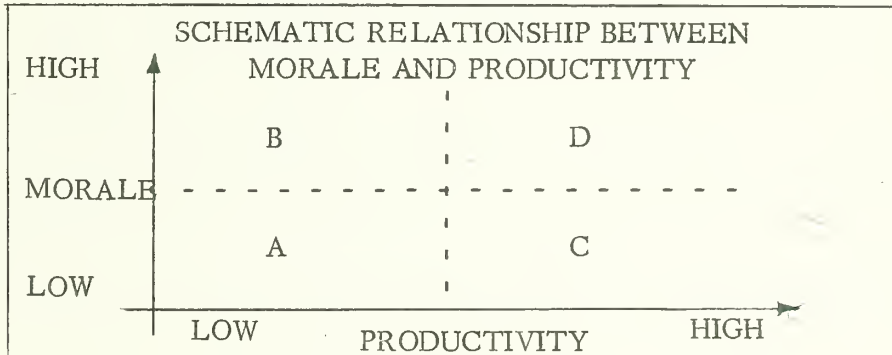 SCHEMATIC RELATIONSHIP BETWEEN
HIGH MORALE AND PRODUCTIVITY
B D
MORALE
A C
LOW
LOW PRODUCTIVITY HIGH